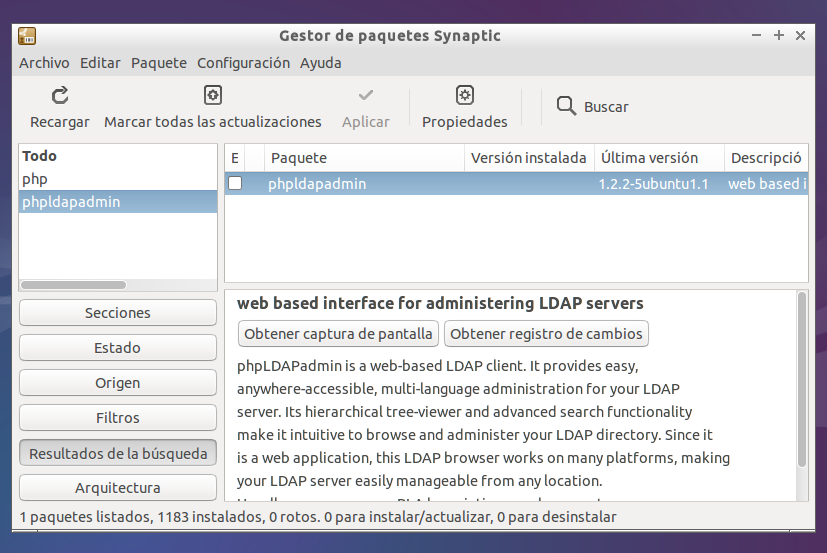 Gestor de paquetes Synaptic
Archivo Editar Paquete Configuración Ayuda
Recargar Marcar todas las actualizaciones Aplicar Propiedades Buscar
Todo
php
phpldapadmin
E Paquete Versión instalada Última versión Descripció
phpldapadmin 1.2.2-5ubuntu1.1 web based i
Secciones
Estado
Origen
Filtros
Resultados de la búsqueda
Arquitectura
web based interface for administering LDAP servers
Obtener captura de pantalla Obtener registro de cambios
phpLDAPadmin is a web-based LDAP client. It provides easy,
anywhere-accessible, multi-language administration for your LDAP
server. Its hierarchical tree-viewer and advanced search functionality
make it intuitive to browse and administer your LDAP directory. Since it
is a web application, this LDAP browser works on many platforms, making
your LDAP server easily manageable from any location.
1 paquetes listados, 1183 instalados, 0 rotos. 0 para instalar/actualizar, 0 para desinstalar